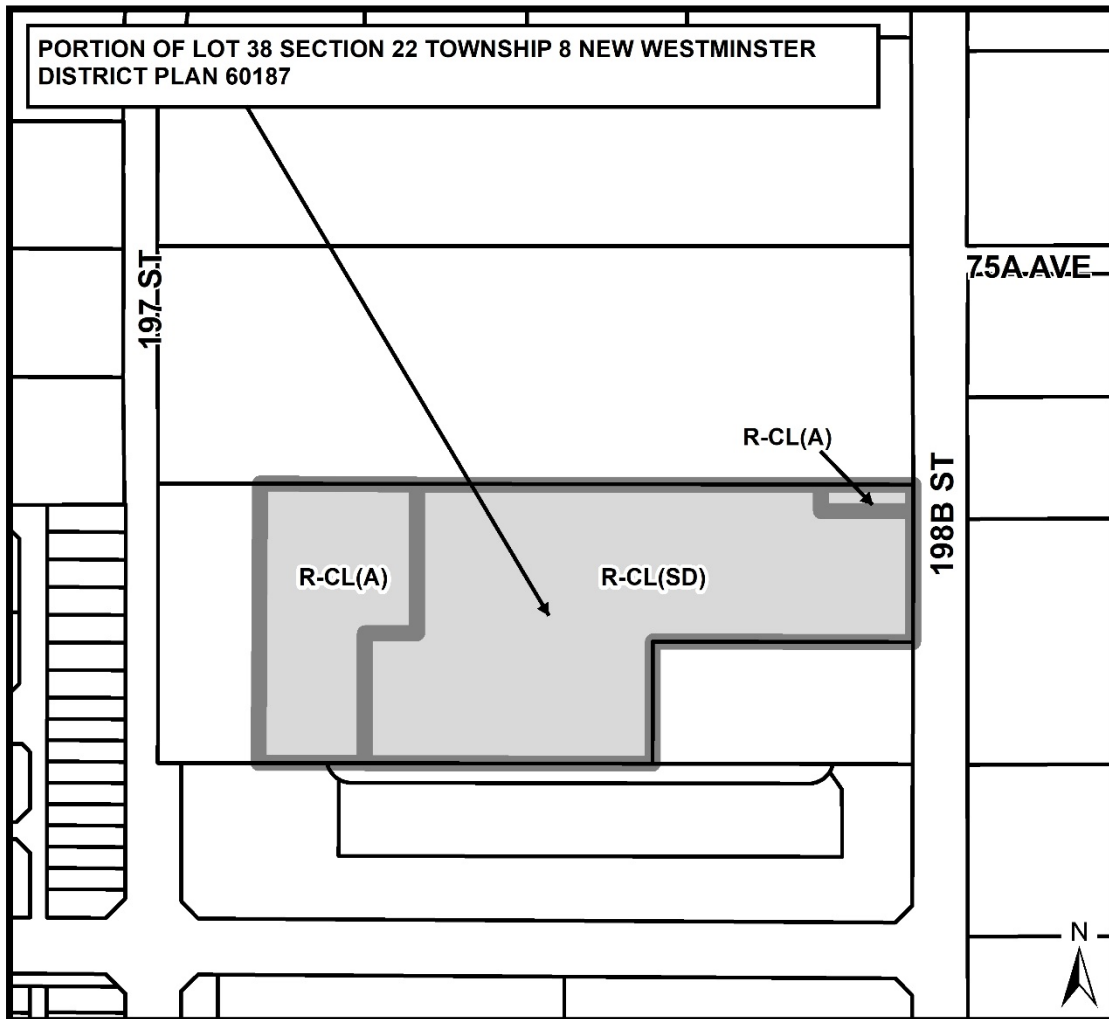 PORTION OF LOT 38 SECTION 22 TOWNSHIP 8 NEW WESTMINSTER
DISTRICT PLAN 60187
197 ST
75A AVE
R-CL(A)
198B ST
R-CL(A)
R-CL(SD)
N